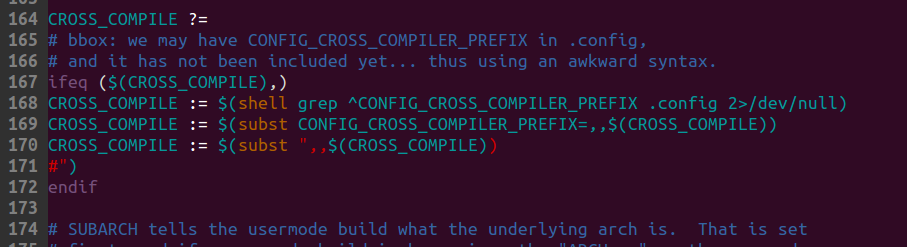 164 CROSS_COMPILE ?=
165 # bbox: we may have CONFIG_CROSS_COMPILER_PREFIX in .config,
166 # and it has not been included yet... thus using an awkward syntax.
167 ifeq ($(CROSS_COMPILE),)
168 CROSS_COMPILE := $(shell grep ^CONFIG_CROSS_COMPILER_PREFIX .config 2>/dev/null)
169 CROSS_COMPILE := $(subst CONFIG_CROSS_COMPILER_PREFIX=,,$(CROSS_COMPILE))
170 CROSS_COMPILE := $(subst ",,$(CROSS_COMPILE))
171 #")
172 endif
173
174 # SUBARCH tells the usermode build what the underlying arch is.  That is set